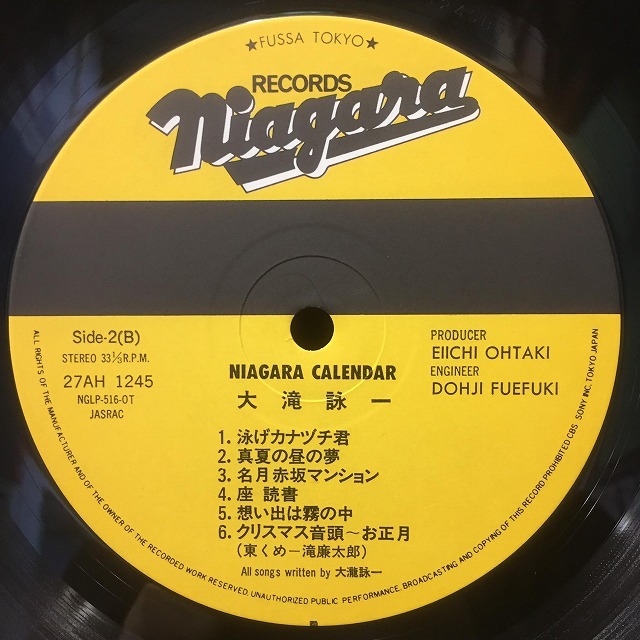 ★FUSSA TOKYO★
RECORDS
Niagara
Side-2(B)
STEREO 33⅓R.P.M.
27AH 1245
NGLP-516-OT
JASRAC
PRODUCER
EIICHI OHTAKI
ENGINEER
DOHJI FUEFUKI
NIAGARA CALENDAR
大滝詠一
1. 泳げカナヅチ君
2. 真夏の昼の夢
3. 名月赤坂マンション
4. 座 読書
5. 想い出は霧の中
6. クリスマス音頭〜お正月
(東くめー滝廉太郎)
All songs written by 大瀧詠一
ALL RIGHTS OF THE MANUFACTURER AND OF THE OWNER OF THE RECORDED WORK RESERVED. UNAUTHORIZED PUBLIC PERFORMANCE, BROADCASTING AND COPYING OF THIS RECORD PROHIBITED CBS SONY INC. TOKYO JAPAN